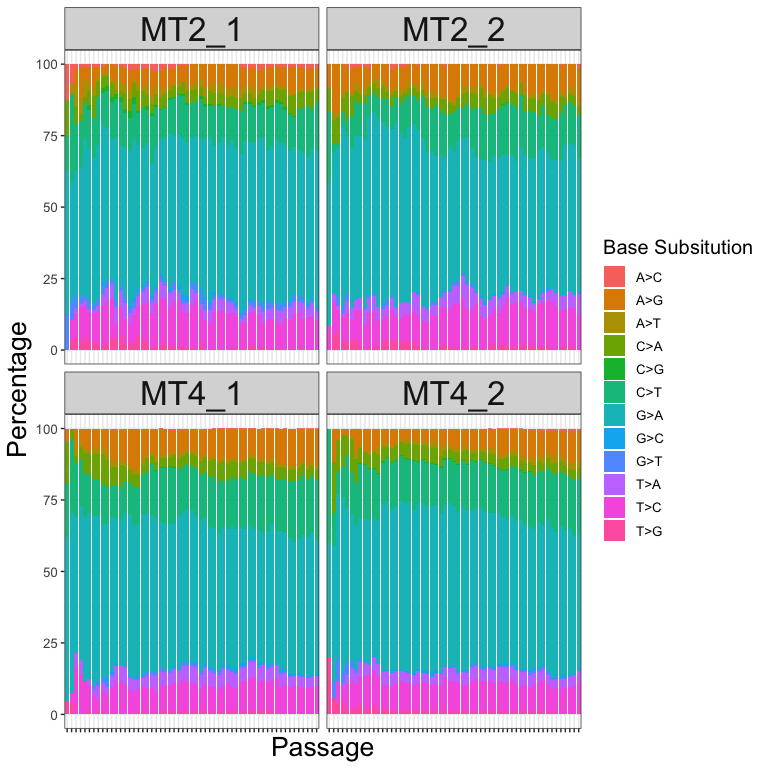 MT2_1 MT2_2
100
75
50
25
0
MT4_1 MT4_2
100
75
50
25
0
Percentage
Passage
Base Subsitution
A>C
A>G
A>T
C>A
C>G
C>T
G>A
G>C
G>T
T>A
T>C
T>G